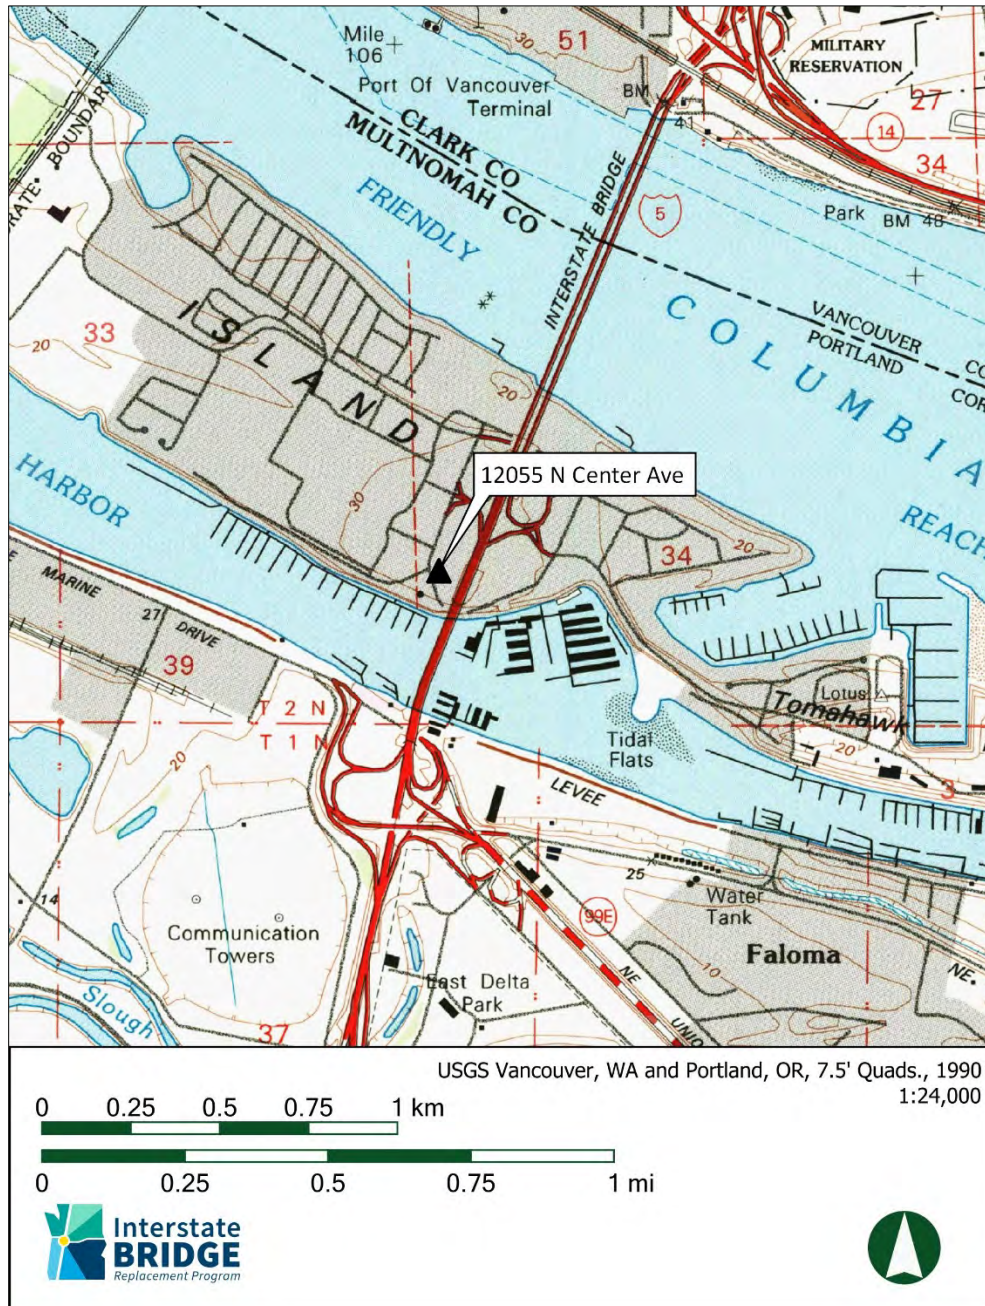 51
30
Mile
106
MILITARY
RESERVATION
Port Of Vancouver
Terminal
BM
41
27
14
34
CLARK CO
MULTNOMAH CO
BOUNDARY
INTERSTATE BRIDGE
5
Park
BM 48
FRIENDLY
COLUMBIA
VANCOUVER
PORTLAND
ISLAND
33
20
20
12055 N Center Ave
30
HARBOR
REACH
34
20
MARINE
DRIVE
27
39
T 2 N
T 1 N
20
Lotus
Tomahawk
20
Tidal
Flats
3
LEVEE
14
25
Water
Tank
99E
Communication
Towers
Faloma
NE
10
NE
East Delta
Park
Slough
37
USGS Vancouver, WA and Portland, OR, 7.5' Quads., 1990
1:24,000
0 0.25 0.5 0.75 1 km
0 0.25 0.5 0.75 1 mi
Interstate
BRIDGE
Replacement Program